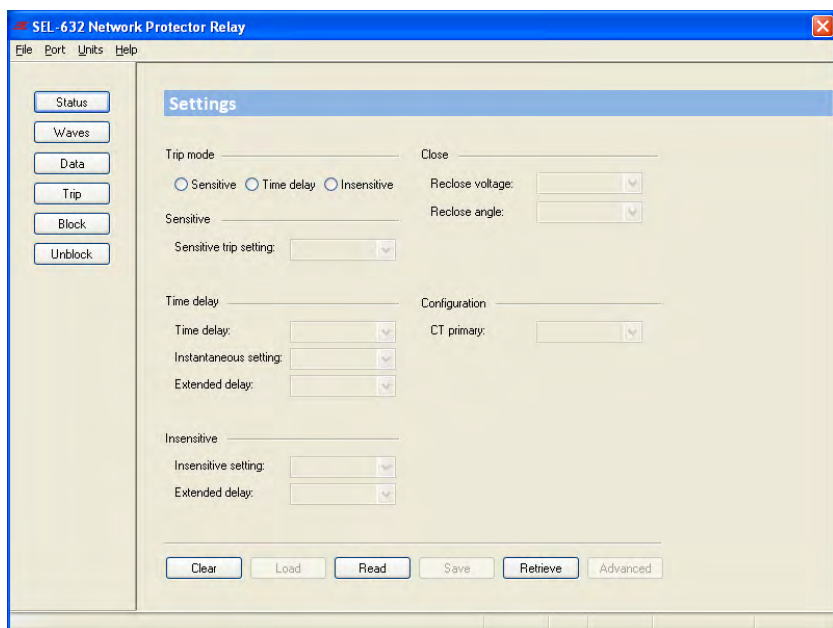 SEL-632 Network Protector Relay
File Port Units Help
Status
Waves
Data
Trip
Block
Unblock
Settings
Trip mode
Sensitive Time delay Insensitive
Sensitive
Sensitive trip setting:
Time delay
Time delay:
Instantaneous setting:
Extended delay:
Insensitive
Insensitive setting:
Extended delay:
Close
Reclose voltage:
Reclose angle:
Configuration
CT primary:
Clear Load Read Save Retrieve Advanced